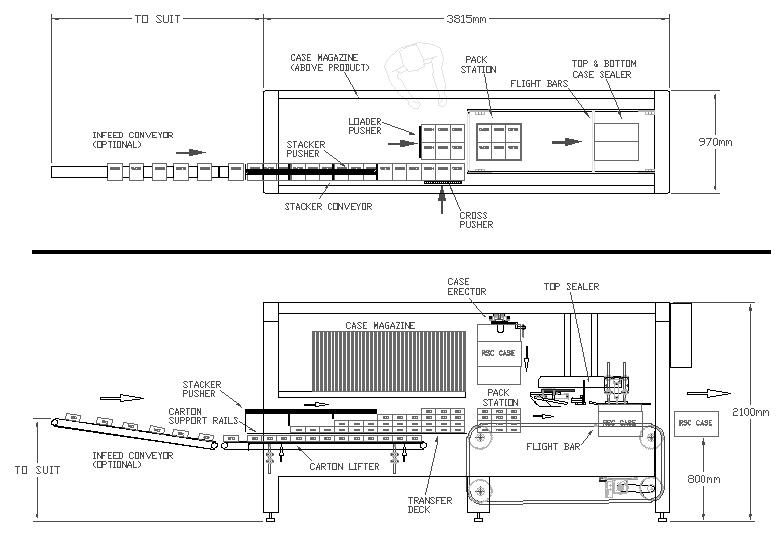 TO SUIT
3815mm
CASE MAGAZINE
(ABOVE PRODUCT)
PACK
STATION
TOP & BOTTOM
CASE SEALER
FLIGHT BARS
LOADER
PUSHER
INFEED CONVEYOR
(OPTIONAL)
STACKER
PUSHER
970mm
STACKER CONVEYOR
CROSS
PUSHER
CASE
ERECTOR
TOP SEALER
CASE MAGAZINE
RSC CASE
STACKER
PUSHER
PACK
STATION
CARTON
SUPPORT RAILS
2100mm
RSC CASE
RSC CASE
FLIGHT BAR
INFEED CONVEYOR
(OPTIONAL)
CARTON LIFTER
TO SUIT
800mm
TRANSFER
DECK